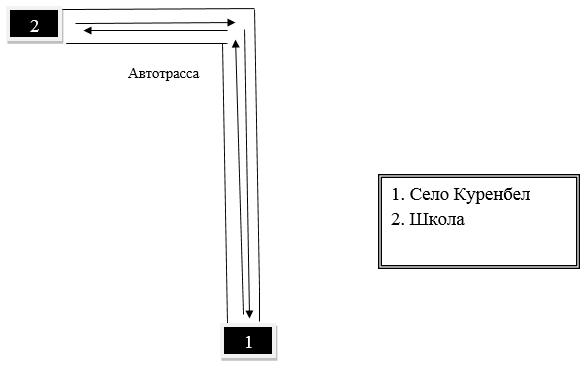 2
Автотрасса
1. Село Куренбел
2. Школа
1